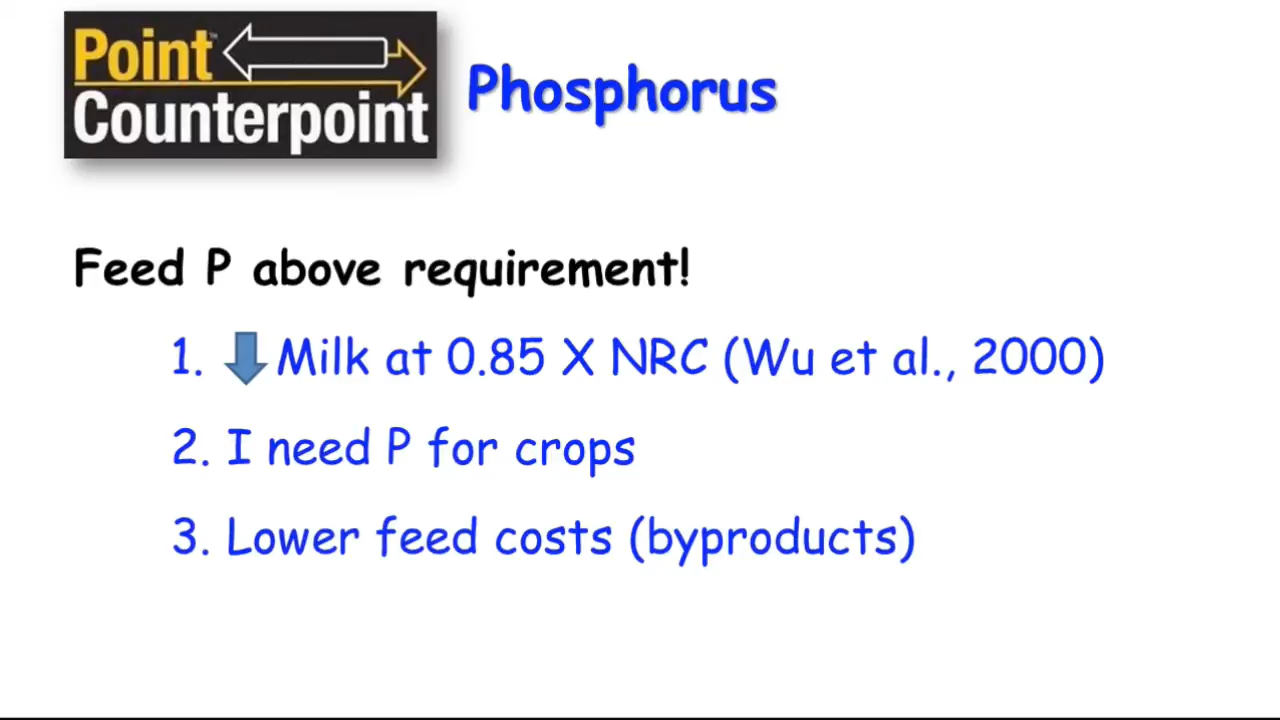 Point™
Counterpoint
Phosphorus
Feed P above requirement!
1. Milk at 0.85 X NRC (Wu et al., 2000)
2. I need P for crops
3. Lower feed costs (byproducts)